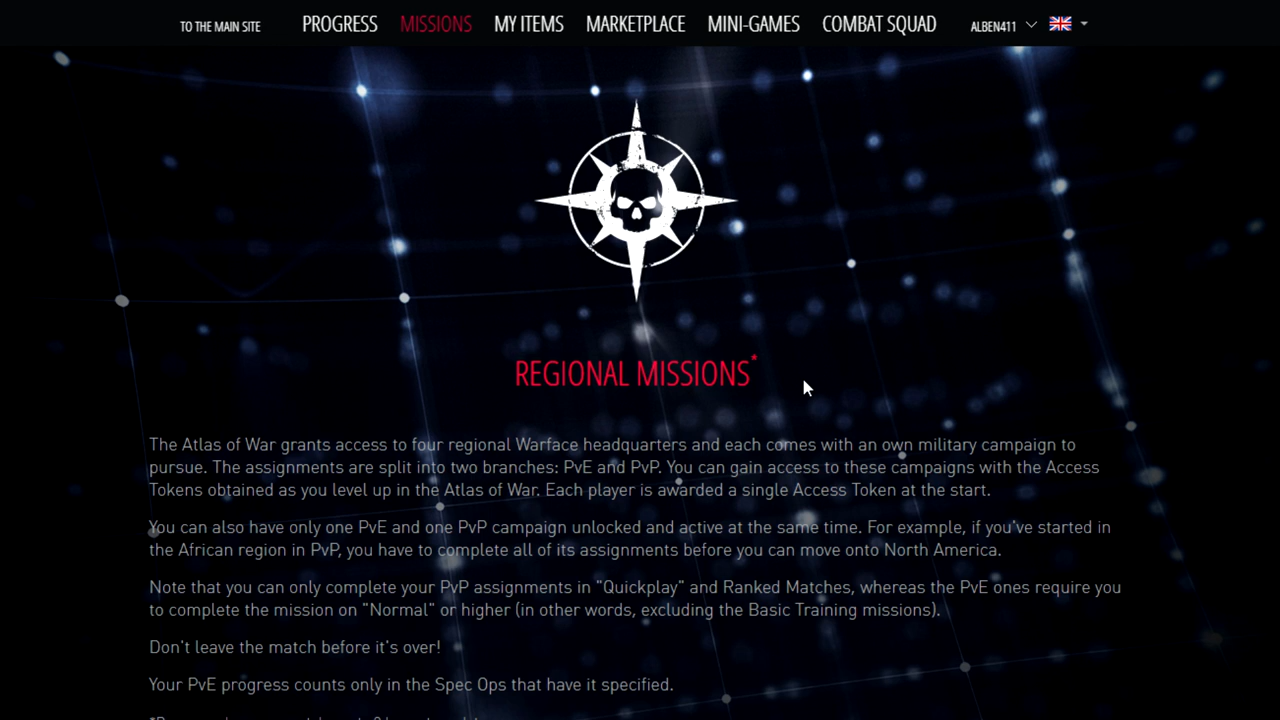 TO THE MAIN SITE PROGRESS MISSIONS MY ITEMS MARKETPLACE MINI-GAMES COMBAT SQUAD ALBEN411
REGIONAL MISSIONS*
The Atlas of War grants access to four regional Warface headquarters and each comes with an own military campaign to
pursue. The assignments are split into two branches: PvE and PvP. You can gain access to these campaigns with the Access
Tokens obtained as you level up in the Atlas of War. Each player is awarded a single Access Token at the start.
You can also have only one PvE and one PvP campaign unlocked and active at the same time. For example, if you've started in
the African region in PvP, you have to complete all of its assignments before you can move onto North America.
Note that you can only complete your PvP assignments in "Quickplay" and Ranked Matches, whereas the PvE ones require you
to complete the mission on "Normal" or higher (in other words, excluding the Basic Training missions).
Don't leave the match before it's over!
Your PvE progress counts only in the Spec Ops that have it specified.